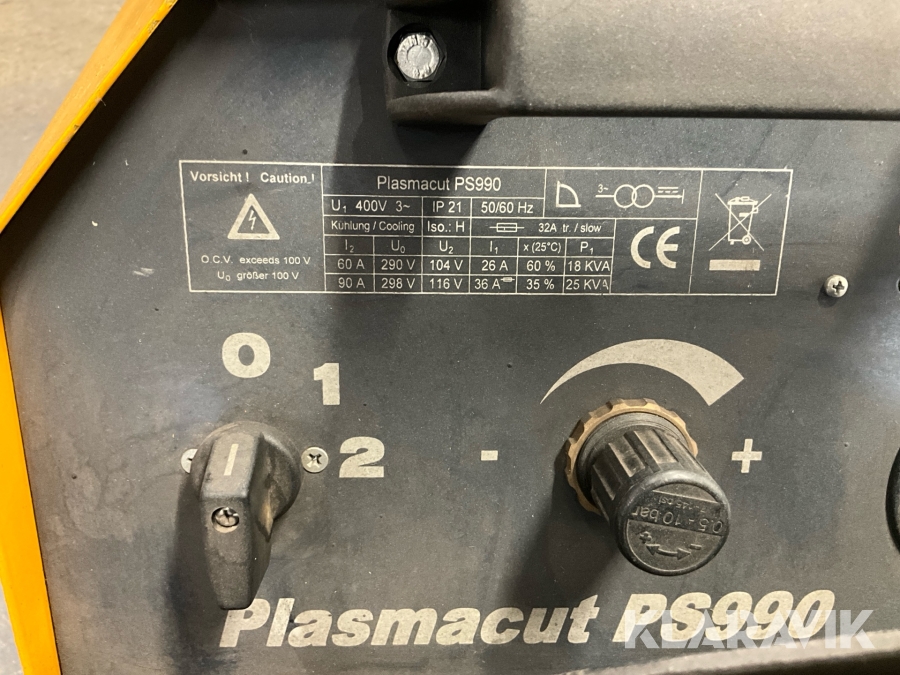 Vorsicht ! Caution !
O.C.V. exceeds 100 V
U₀ größer 100 V
Plasmacut PS990
U₁ 400V 3~ IP 21 50/60 Hz
Kühlung / Cooling Iso.: H 32A tr. / slow
I₂ U₀ U₂ I₁ x (25°C) P₁
60 A 290 V 104 V 26 A 60 % 18 KVA
90 A 298 V 116 V 36 A 35 % 25 KVA
3~
CE
0
1
2
- +
0.5 - 10 bar
+ -
Plasmacut PS990
KLARAVIK